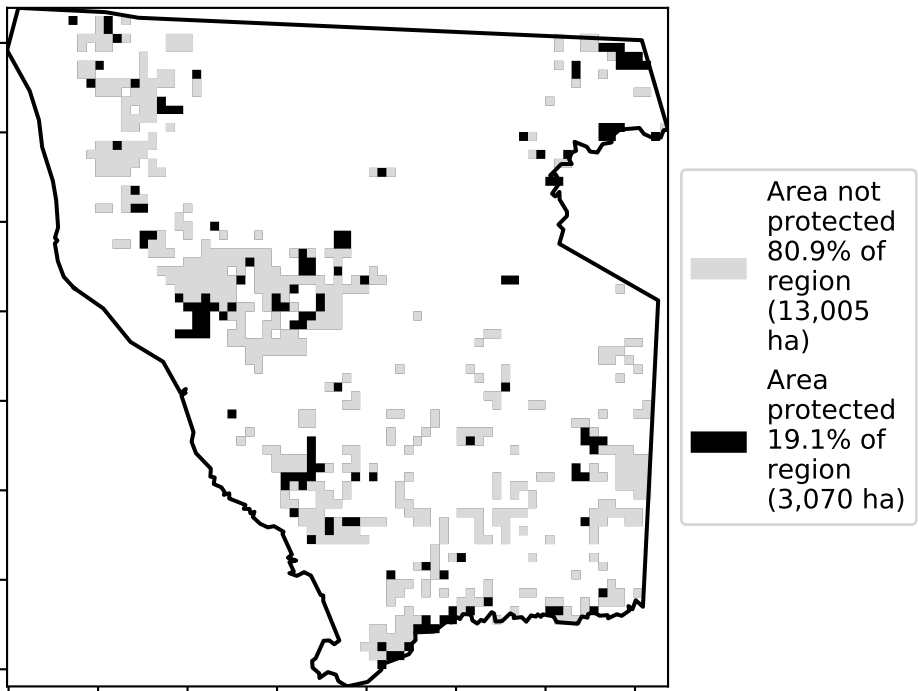 Area not
protected
80.9% of
region
(13,005
ha)
Area
protected
19.1% of
region
(3,070 ha)